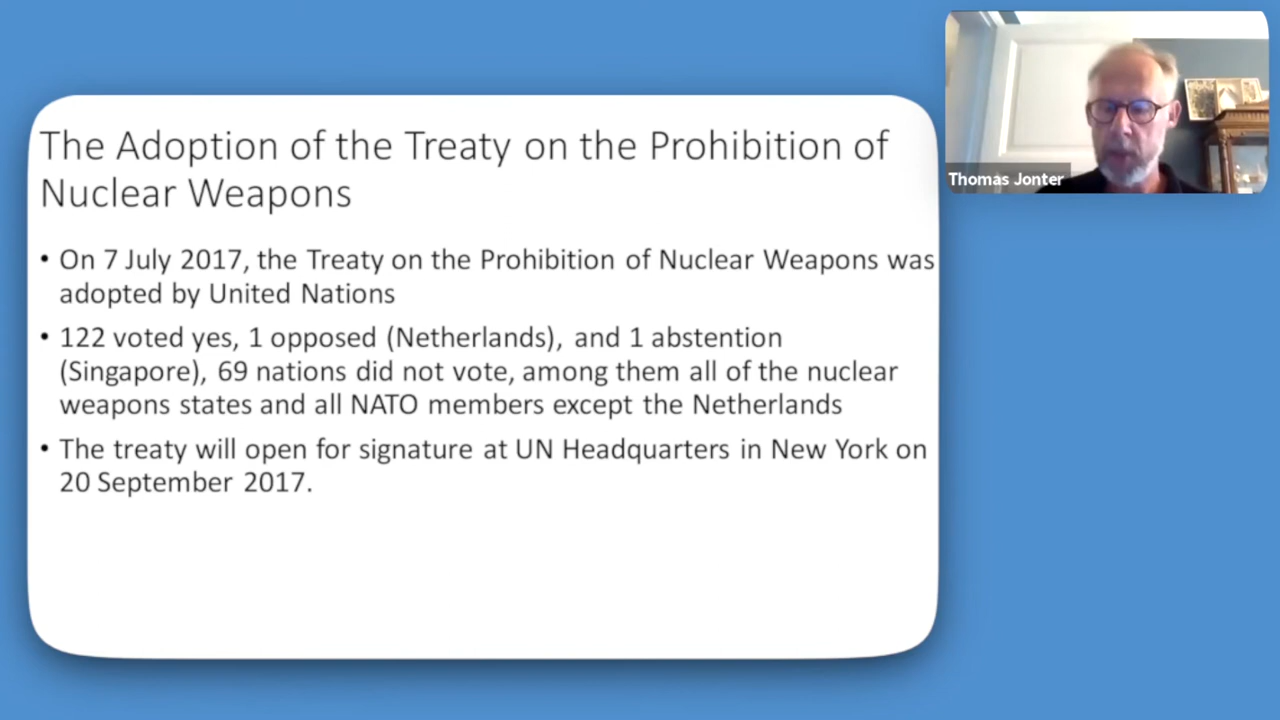 The Adoption of the Treaty on the Prohibition of
Nuclear Weapons
• On 7 July 2017, the Treaty on the Prohibition of Nuclear Weapons was
adopted by United Nations
• 122 voted yes, 1 opposed (Netherlands), and 1 abstention
(Singapore), 69 nations did not vote, among them all of the nuclear
weapons states and all NATO members except the Netherlands
• The treaty will open for signature at UN Headquarters in New York on
20 September 2017.
Thomas Jonter